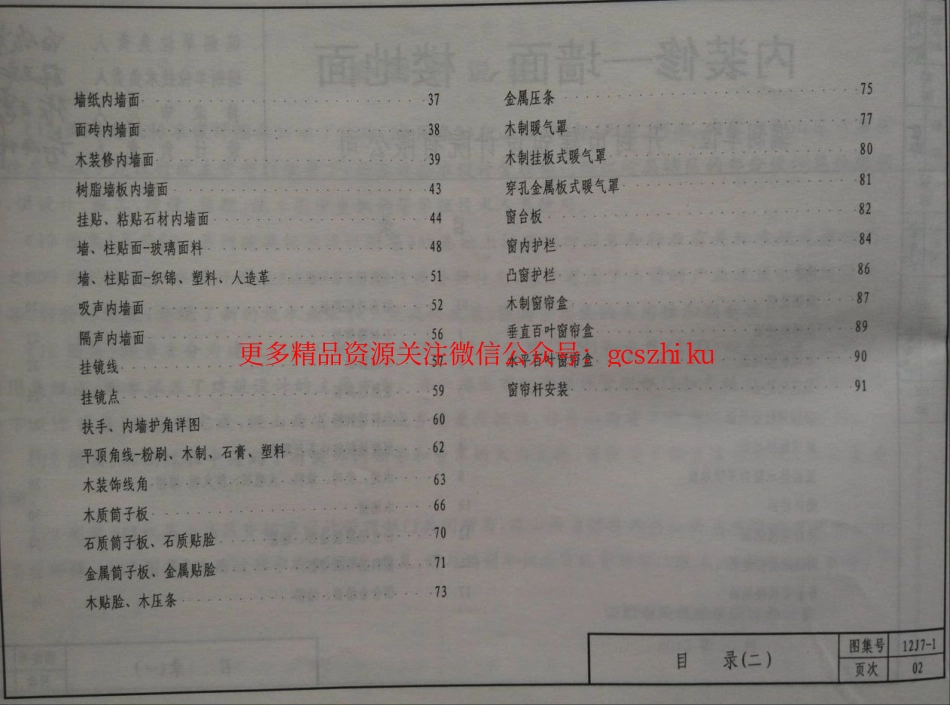 墙纸内墙面 37
面砖内墙面 38
木装修内墙面 39
树脂墙板内墙面 43
挂贴、粘贴石材内墙面 44
墙、柱贴面-玻璃面料 48
墙、柱贴面-织锦、塑料、人造革 51
吸声内墙面 52
隔声内墙面 56
挂镜线 57
挂镜点 59
扶手、内墙护角详图 60
平顶角线-粉刷、木制、石膏、塑料 62
木装饰线角 63
木质筒子板 66
石质筒子板、石质贴脸 70
金属筒子板、金属贴脸 71
木贴脸、木压条 73
金属压条 75
木制暖气罩 77
木制挂板式暖气罩 80
穿孔金属板式暖气罩 81
窗台板 82
窗内护栏 84
凸窗护栏 86
木制窗帘盒 87
垂直百叶窗帘盒 89
水平百叶窗帘盒 90
窗帘杆安装 91
更多精品资源关注微信公众号：gcszhiku
目 录(二)
图集号 12J7-1
页次 02